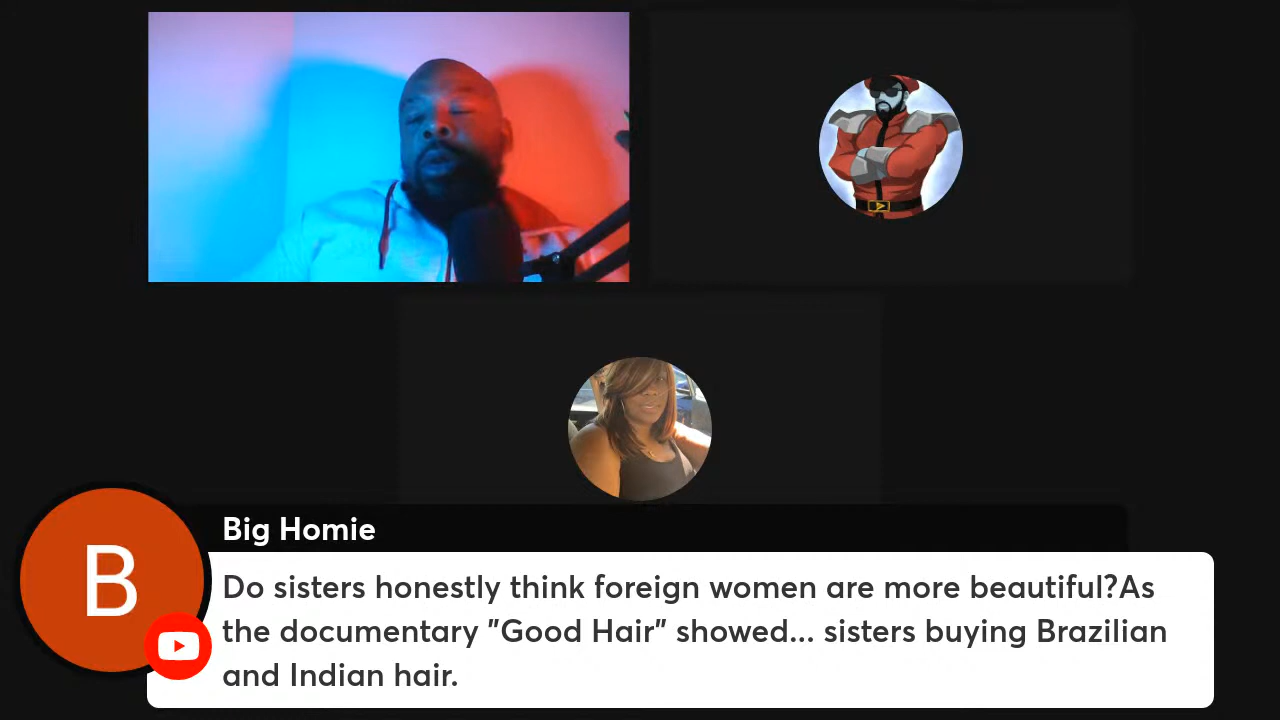 B
Big Homie
Do sisters honestly think foreign women are more beautiful?As
the documentary "Good Hair" showed... sisters buying Brazilian
and Indian hair.